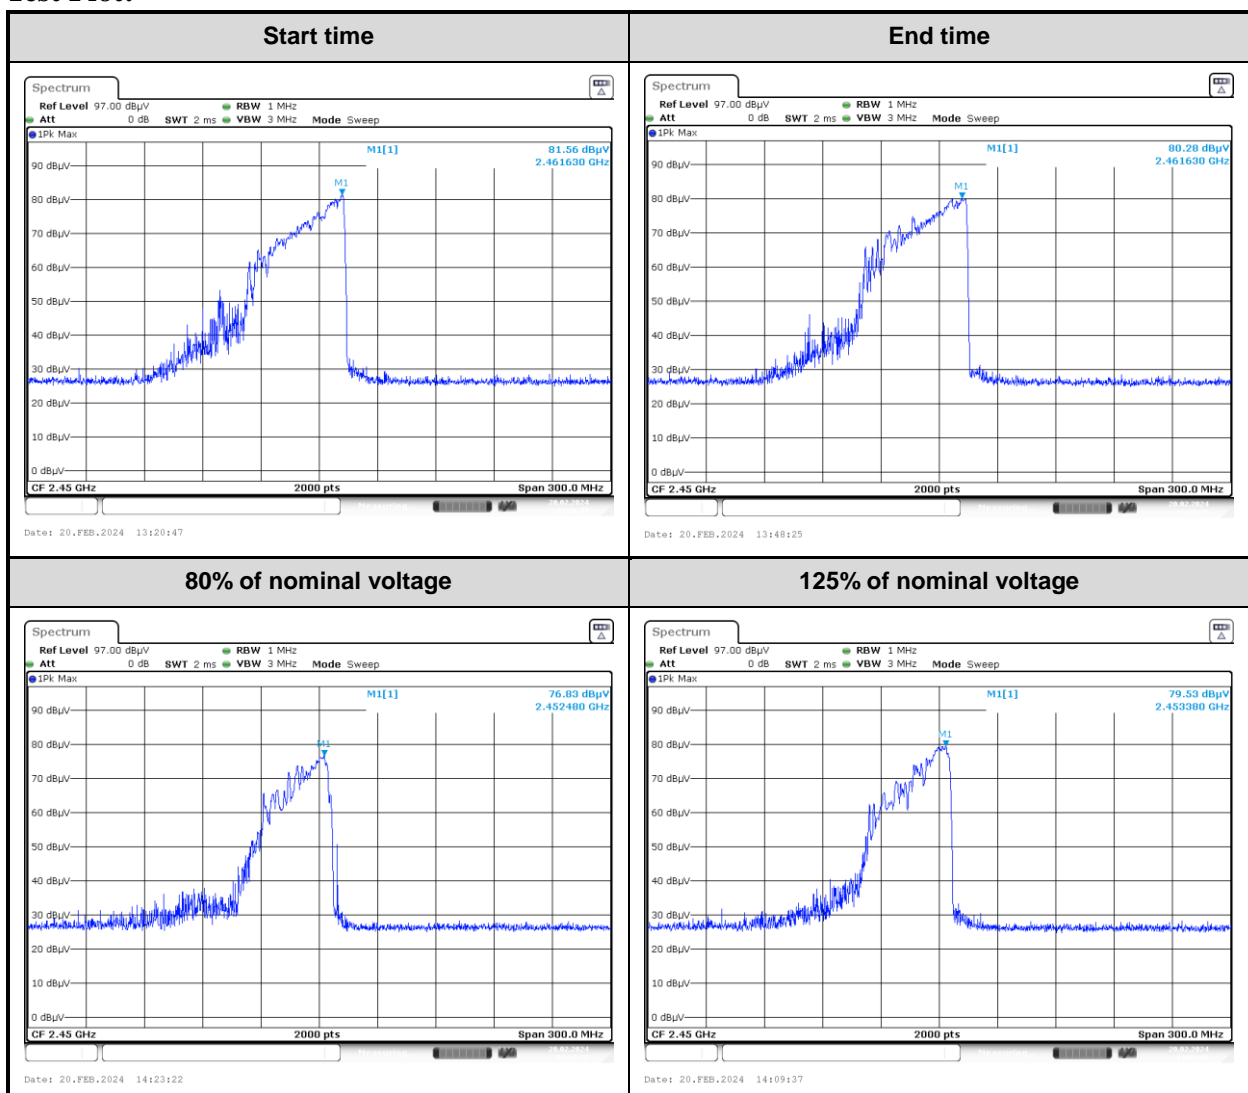 Start time
End time
Spectrum
Ref Level 97.00 dBµV RBW 1 MHz
Att 0 dB SWT 2 ms VBW 3 MHz Mode Sweep
1Pk Max
M1[1] 81.56 dBµV
2.461630 GHz
90 dBµV
M1
80 dBµV
70 dBµV
60 dBµV
50 dBµV
40 dBµV
30 dBµV
20 dBµV
10 dBµV
0 dBµV
CF 2.45 GHz 2000 pts Span 300.0 MHz
Date: 20.FEB.2024 13:20:47
Spectrum
Ref Level 97.00 dBµV RBW 1 MHz
Att 0 dB SWT 2 ms VBW 3 MHz Mode Sweep
1Pk Max
M1[1] 80.28 dBµV
2.461630 GHz
90 dBµV
M1
80 dBµV
70 dBµV
60 dBµV
50 dBµV
40 dBµV
30 dBµV
20 dBµV
10 dBµV
0 dBµV
CF 2.45 GHz 2000 pts Span 300.0 MHz
Date: 20.FEB.2024 13:48:25
80% of nominal voltage
125% of nominal voltage
Spectrum
Ref Level 97.00 dBµV RBW 1 MHz
Att 0 dB SWT 2 ms VBW 3 MHz Mode Sweep
1Pk Max
M1[1] 76.83 dBµV
2.452480 GHz
90 dBµV
80 dBµV
M1
70 dBµV
60 dBµV
50 dBµV
40 dBµV
30 dBµV
20 dBµV
10 dBµV
0 dBµV
CF 2.45 GHz 2000 pts Span 300.0 MHz
Date: 20.FEB.2024 14:23:22
Spectrum
Ref Level 97.00 dBµV RBW 1 MHz
Att 0 dB SWT 2 ms VBW 3 MHz Mode Sweep
1Pk Max
M1[1] 79.53 dBµV
2.453380 GHz
90 dBµV
M1
80 dBµV
70 dBµV
60 dBµV
50 dBµV
40 dBµV
30 dBµV
20 dBµV
10 dBµV
0 dBµV
CF 2.45 GHz 2000 pts Span 300.0 MHz
Date: 20.FEB.2024 14:09:37